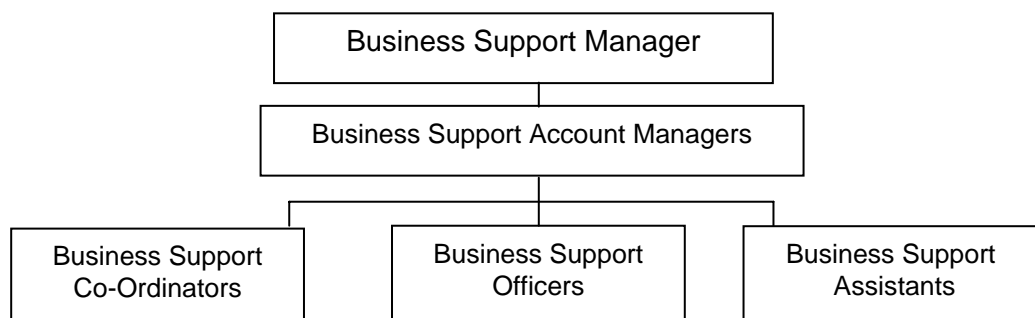 Business Support Manager
Business Support Account Managers
Business Support
Co-Ordinators
Business Support
Officers
Business Support
Assistants